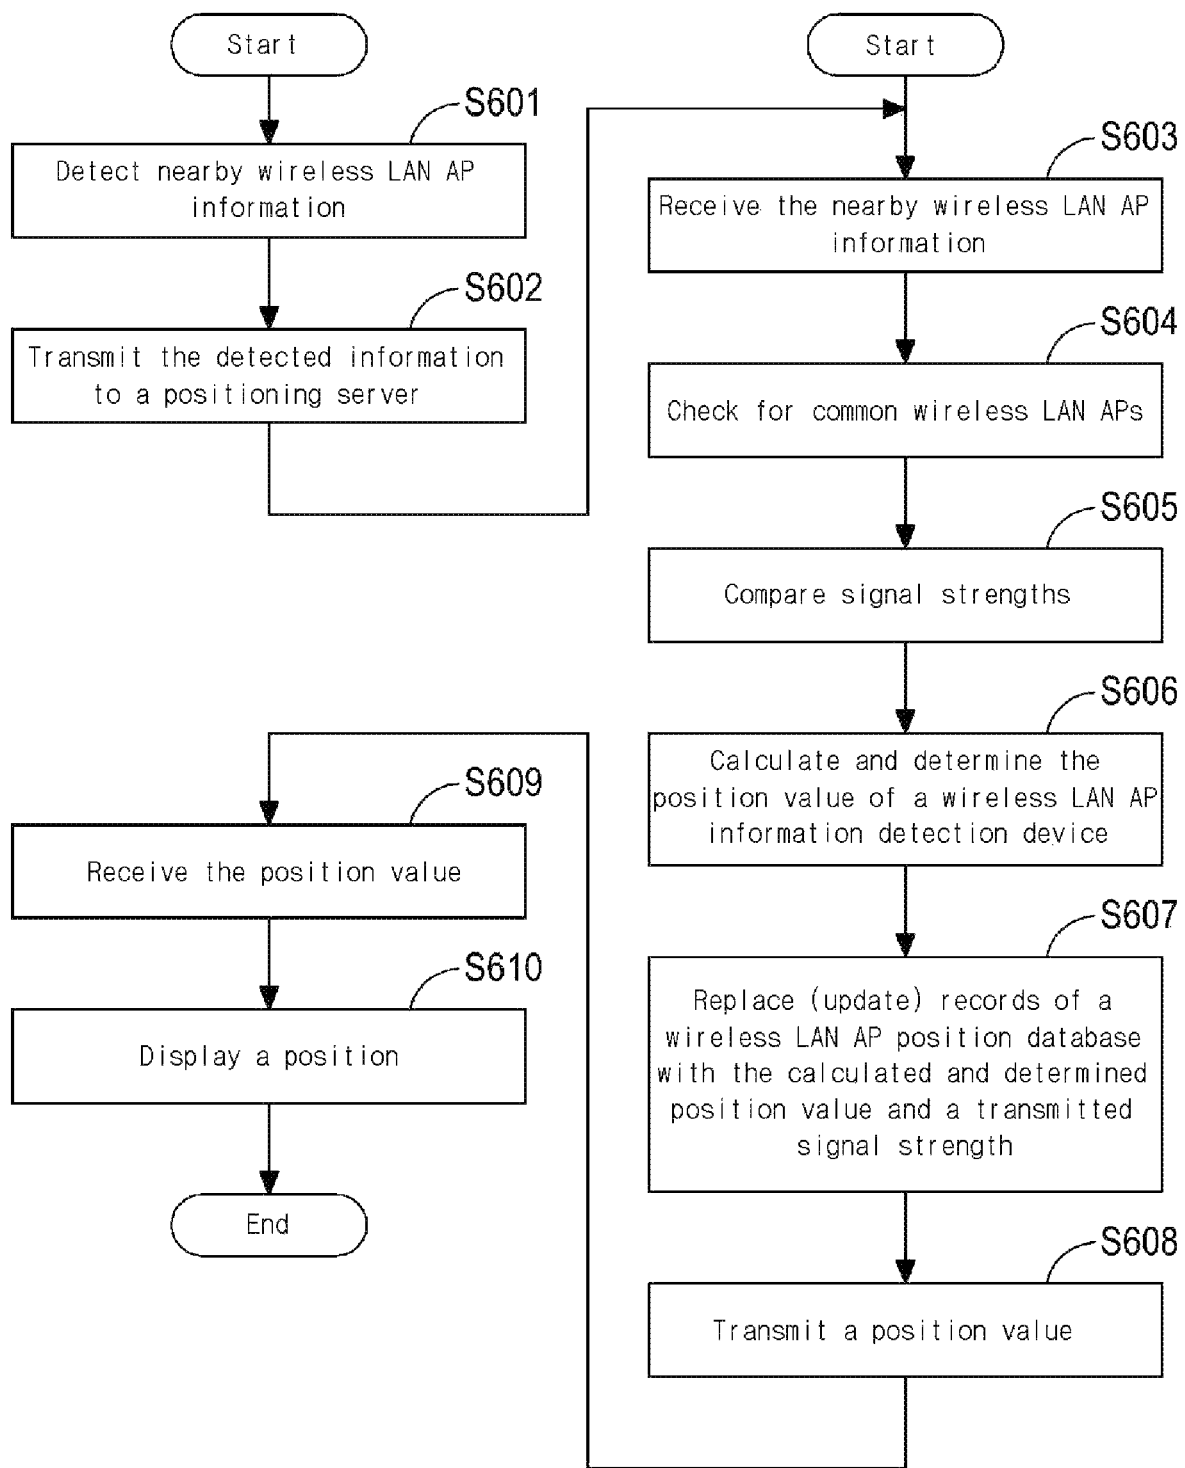 Start
S601
Detect nearby wireless LAN AP
information
S602
Transmit the detected information
to a positioning server
Start
S603
Receive the nearby wireless LAN AP
information
S604
Check for common wireless LAN APs
S605
Compare signal strengths
S606
Calculate and determine the
position value of a wireless LAN AP
information detection device
S607
Replace (update) records of a
wireless LAN AP position database
with the calculated and determined
position value and a transmitted
signal strength
S608
Transmit a position value
S609
Receive the position value
S610
Display a position
End